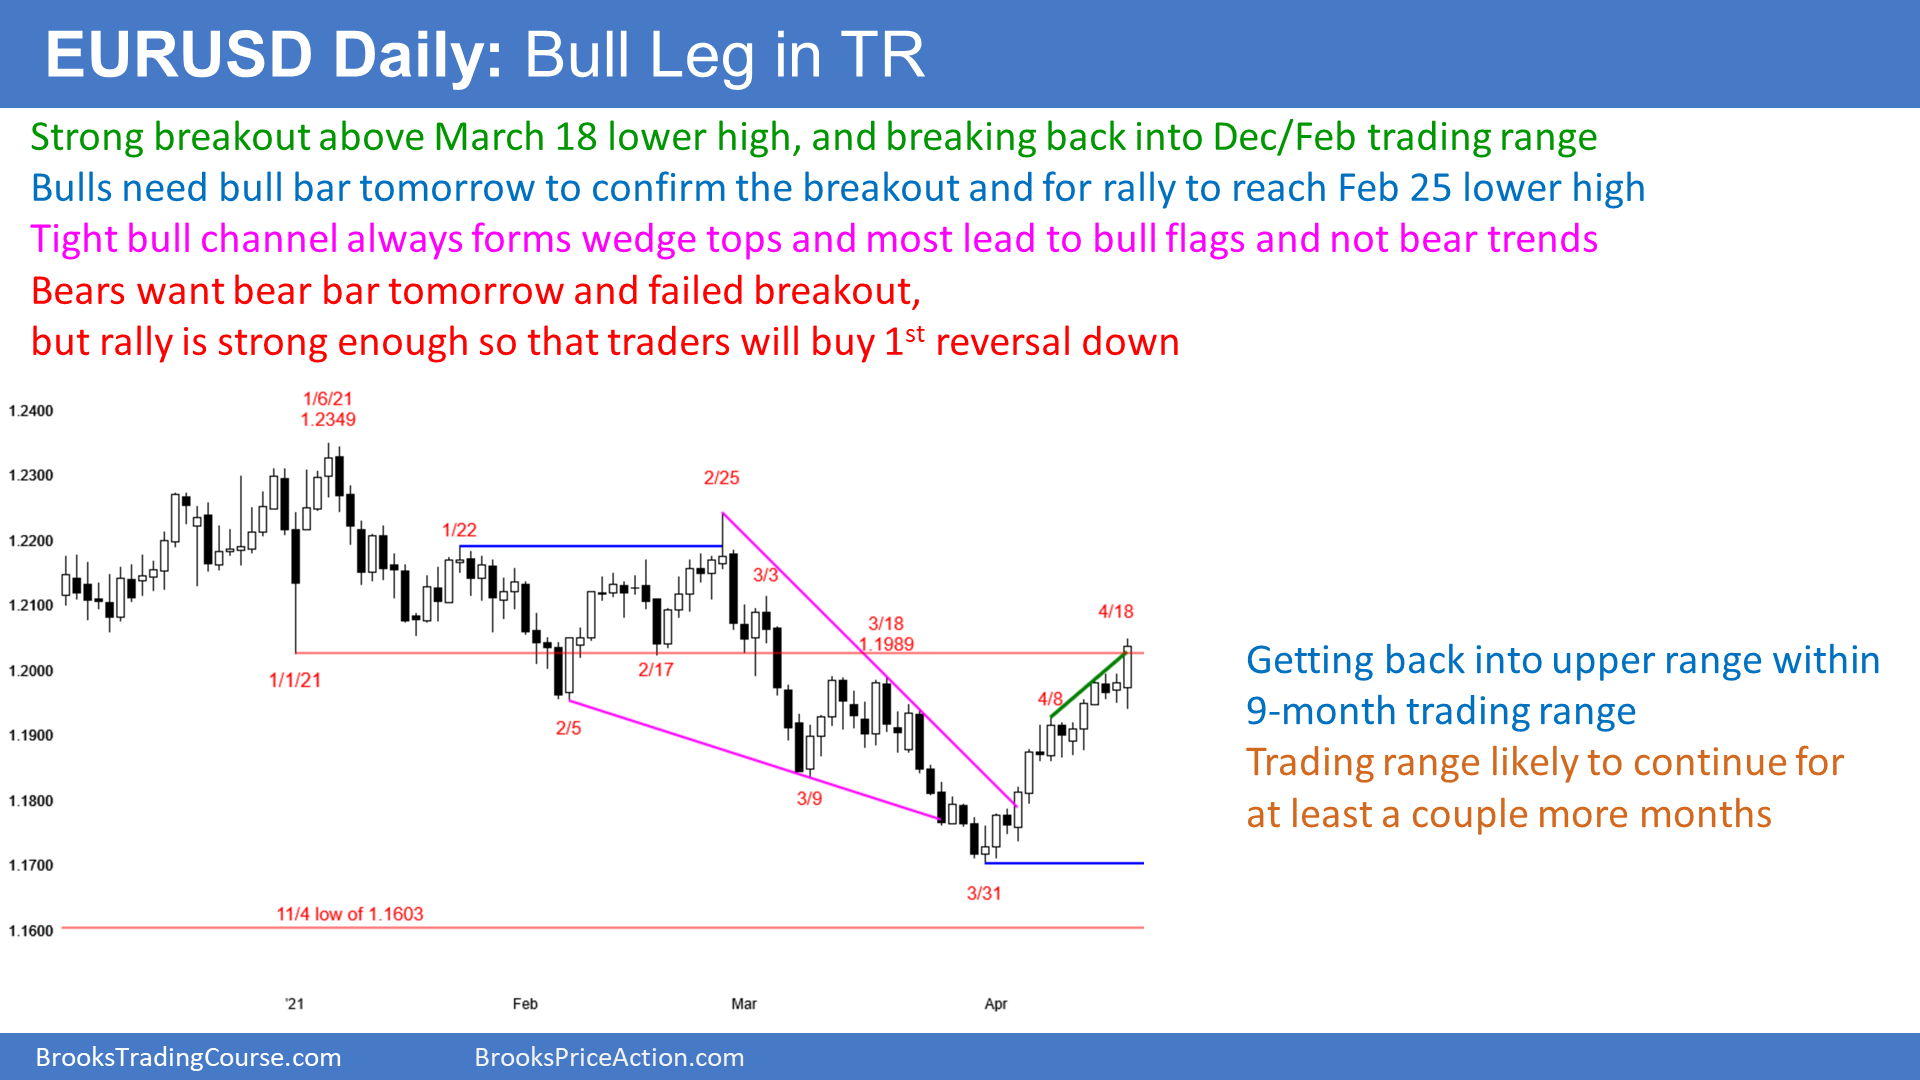 EURUSD Daily: Bull Leg in TR
Strong breakout above March 18 lower high, and breaking back into Dec/Feb trading range
Bulls need bull bar tomorrow to confirm the breakout and for rally to reach Feb 25 lower high
Tight bull channel always forms wedge tops and most lead to bull flags and not bear trends
Bears want bear bar tomorrow and failed breakout,
but rally is strong enough so that traders will buy 1st reversal down
1.2400
1.2300
1.2200
1.2100
1.2000
1.1900
1.1800
1.1700
1.1600
1/6/21
1.2349
1/22
2/25
3/3
3/18
1.1989
4/18
1/1/21
2/17
4/8
2/5
3/9
3/31
11/4 low of 1.1603
'21
Feb
Mar
Apr
Getting back into upper range within
9-month trading range
Trading range likely to continue for
at least a couple more months
BrooksTradingCourse.com
BrooksPriceAction.com